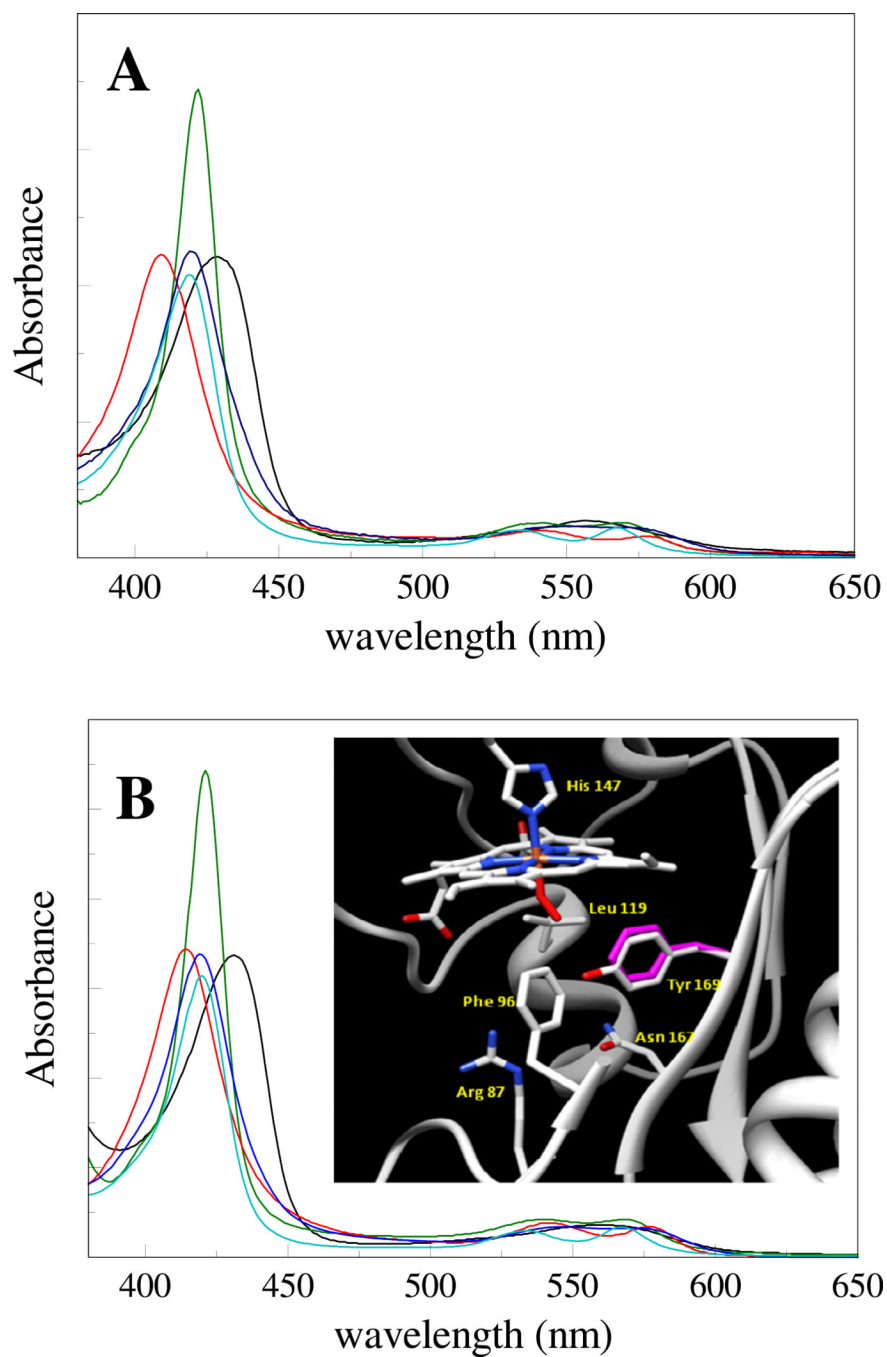 A
Absorbance
400 450 500 550 600 650
wavelength (nm)
B
His 147
Leu 119
Tyr 169
Phe 96
Asn 167
Arg 87
Absorbance
400 450 500 550 600 650
wavelength (nm)